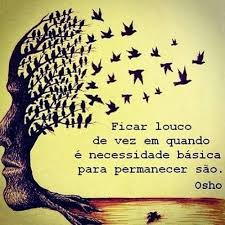 Ficar louco
de vez em quando
é necessidade básica
para permanecer são.
Osho